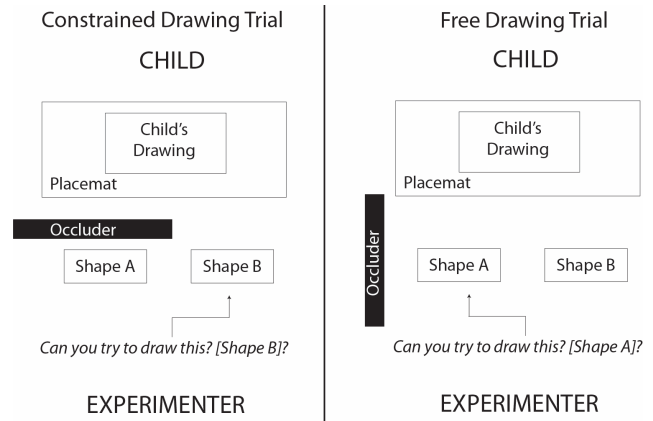 Constrained Drawing Trial
CHILD
Child's
Drawing
Placemat
Occluder
Shape A
Shape B
Can you try to draw this? [Shape B]?
EXPERIMENTER
Free Drawing Trial
CHILD
Child's
Drawing
Placemat
Occluder
Shape A
Shape B
Can you try to draw this? [Shape A]?
EXPERIMENTER